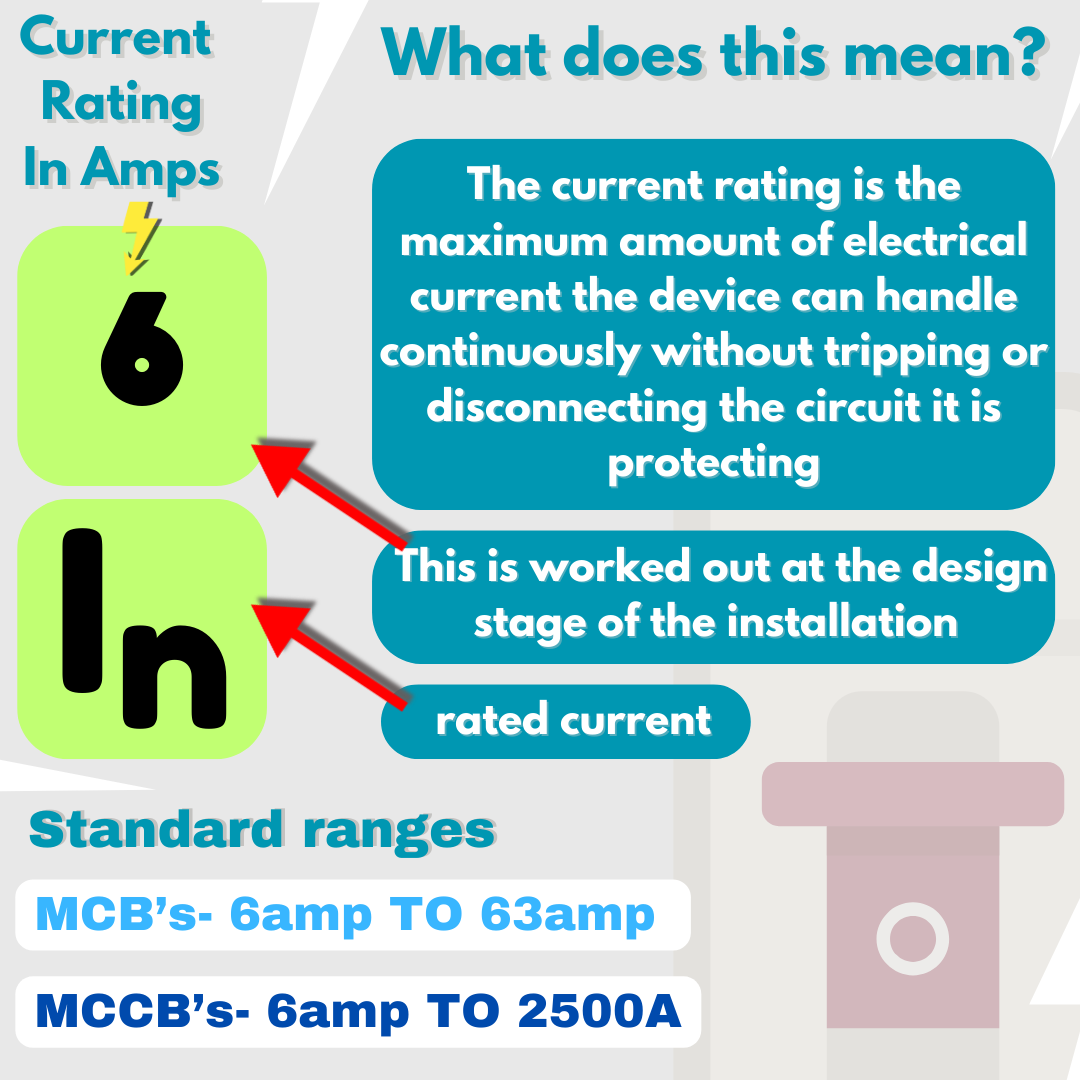 Current
Rating
In Amps
6
In
What does this mean?
The current rating is the
maximum amount of electrical
current the device can handle
continuously without tripping or
disconnecting the circuit it is
protecting
This is worked out at the design
stage of the installation
rated current
Standard ranges
MCB’s- 6amp TO 63amp
MCCB’s- 6amp TO 2500A